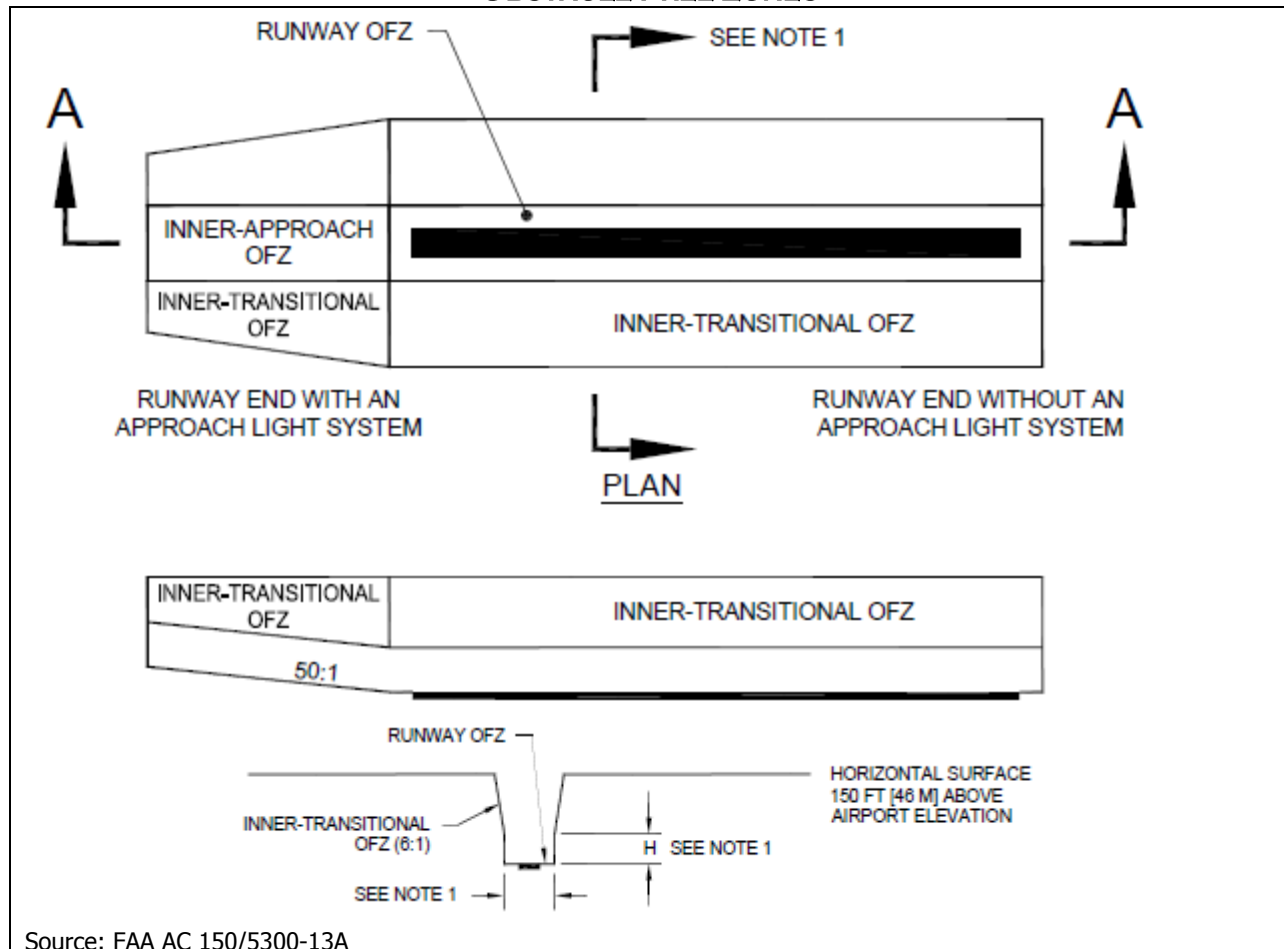 RUNWAY OFZ
SEE NOTE 1
A
A
INNER-APPROACH
OFZ
INNER-TRANSITIONAL
OFZ
INNER-TRANSITIONAL OFZ
RUNWAY END WITH AN
APPROACH LIGHT SYSTEM
RUNWAY END WITHOUT AN
APPROACH LIGHT SYSTEM
PLAN
INNER-TRANSITIONAL
OFZ
INNER-TRANSITIONAL OFZ
50:1
RUNWAY OFZ
HORIZONTAL SURFACE
150 FT [46 M] ABOVE
AIRPORT ELEVATION
INNER-TRANSITIONAL
OFZ (6:1)
H SEE NOTE 1
SEE NOTE 1
Source: FAA AC 150/5300-13A